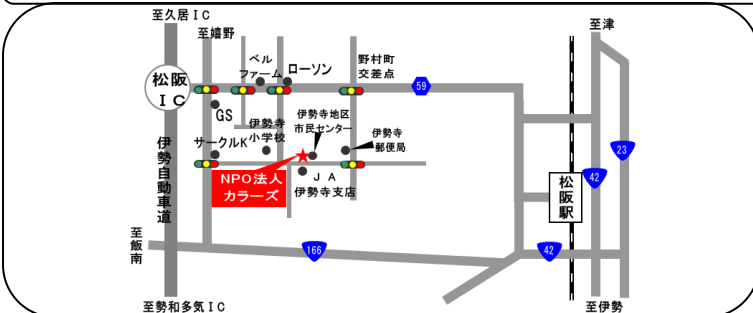 至久居IC
至嬉野
至津
ベル
ファーム
ローソン
野村町
交差点
松阪
IC
59
GS
伊勢寺
小学校
伊勢寺地区
市民センター
伊勢寺
郵便局
サークルK
23
伊勢自動車道
NPO法人
カラーズ
JA
伊勢寺支店
42
松阪駅
至飯南
166
42
至勢和多気IC
至伊勢